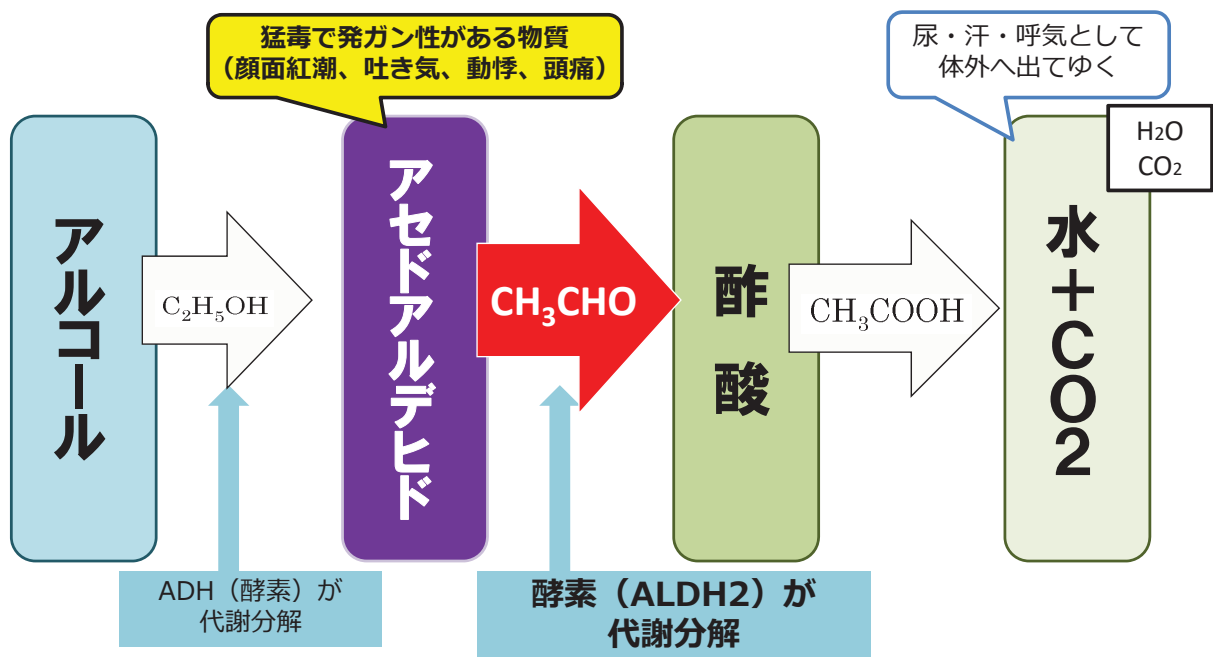 猛毒で発ガン性がある物質
（顔面紅潮、吐き気、動悸、頭痛）
尿・汗・呼気として
体外へ出てゆく
アルコール
C₂H₅OH
アセドアルデヒド
CH₃CHO
酢酸
CH₃COOH
水＋CO2
H₂O
CO₂
ADH（酵素）が
代謝分解
酵素（ALDH2）が
代謝分解